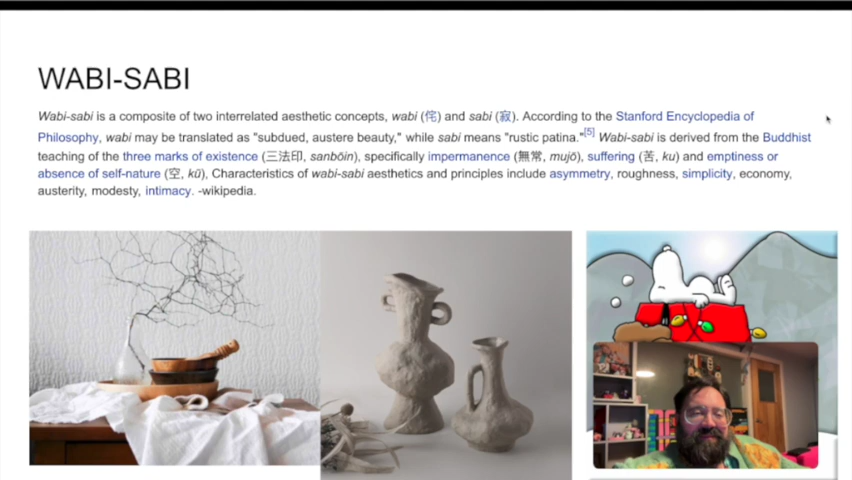 WABI-SABI
Wabi-sabi is a composite of two interrelated aesthetic concepts, wabi (侘) and sabi (寂). According to the Stanford Encyclopedia of
Philosophy, wabi may be translated as "subdued, austere beauty," while sabi means "rustic patina."[5] Wabi-sabi is derived from the Buddhist
teaching of the three marks of existence (三法印, sanbōin), specifically impermanence (無常, mujō), suffering (苦, ku) and emptiness or
absence of self-nature (空, kū), Characteristics of wabi-sabi aesthetics and principles include asymmetry, roughness, simplicity, economy,
austerity, modesty, intimacy. -wikipedia.